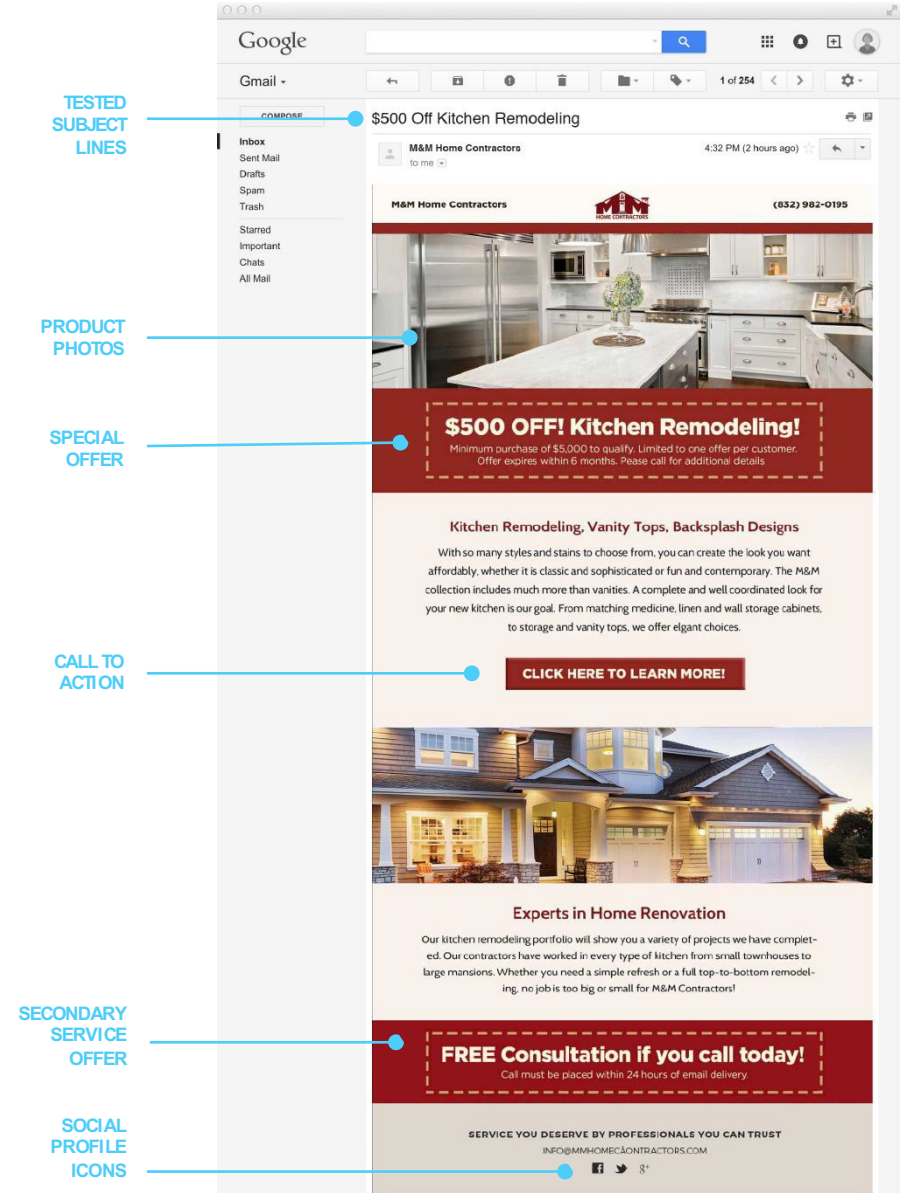 Google
Gmail
1 of 254
TESTED
SUBJECT
LINES
COMPOSE
$500 Off Kitchen Remodeling
Inbox
Sent Mail
Drafts
Spam
Trash
Starred
Important
Chats
All Mail
M&M Home Contractors
4:32 PM (2 hours ago)
to me
M&M Home Contractors
M&M
HOME CONTRACTORS
(832) 982-0195
PRODUCT
PHOTOS
SPECIAL
OFFER
$500 OFF! Kitchen Remodeling!
Minimum purchase of $5,000 to qualify. Limited to one offer per customer.
Offer expires within 6 months. Pease call for additional details
Kitchen Remodeling, Vanity Tops, Backsplash Designs
With so many styles and stains to choose from, you can create the look you want
affordably, whether it is classic and sophisticated or fun and contemporary. The M&M
collection includes much more than vanities. A complete and well coordinated look for
your new kitchen is our goal. From matching medicine, linen and wall storage cabinets,
to storage and vanity tops, we offer elgant choices.
CALL TO
ACTION
CLICK HERE TO LEARN MORE!
Experts in Home Renovation
Our kitchen remodeling portfolio will show you a variety of projects we have complet-
ed. Our contractors have worked in every type of kitchen from small townhouses to
large mansions. Whether you need a simple refresh or a full top-to-bottom remodel-
ing, no job is too big or small for M&M Contractors!
SECONDARY
SERVICE
OFFER
FREE Consultation if you call today!
Call must be placed within 24 hours of email delivery.
SOCIAL
PROFILE
ICONS
SERVICE YOU DESERVE BY PROFESSIONALS YOU CAN TRUST
INFO@MMHOMECÃONTRACTORS.COM
g+